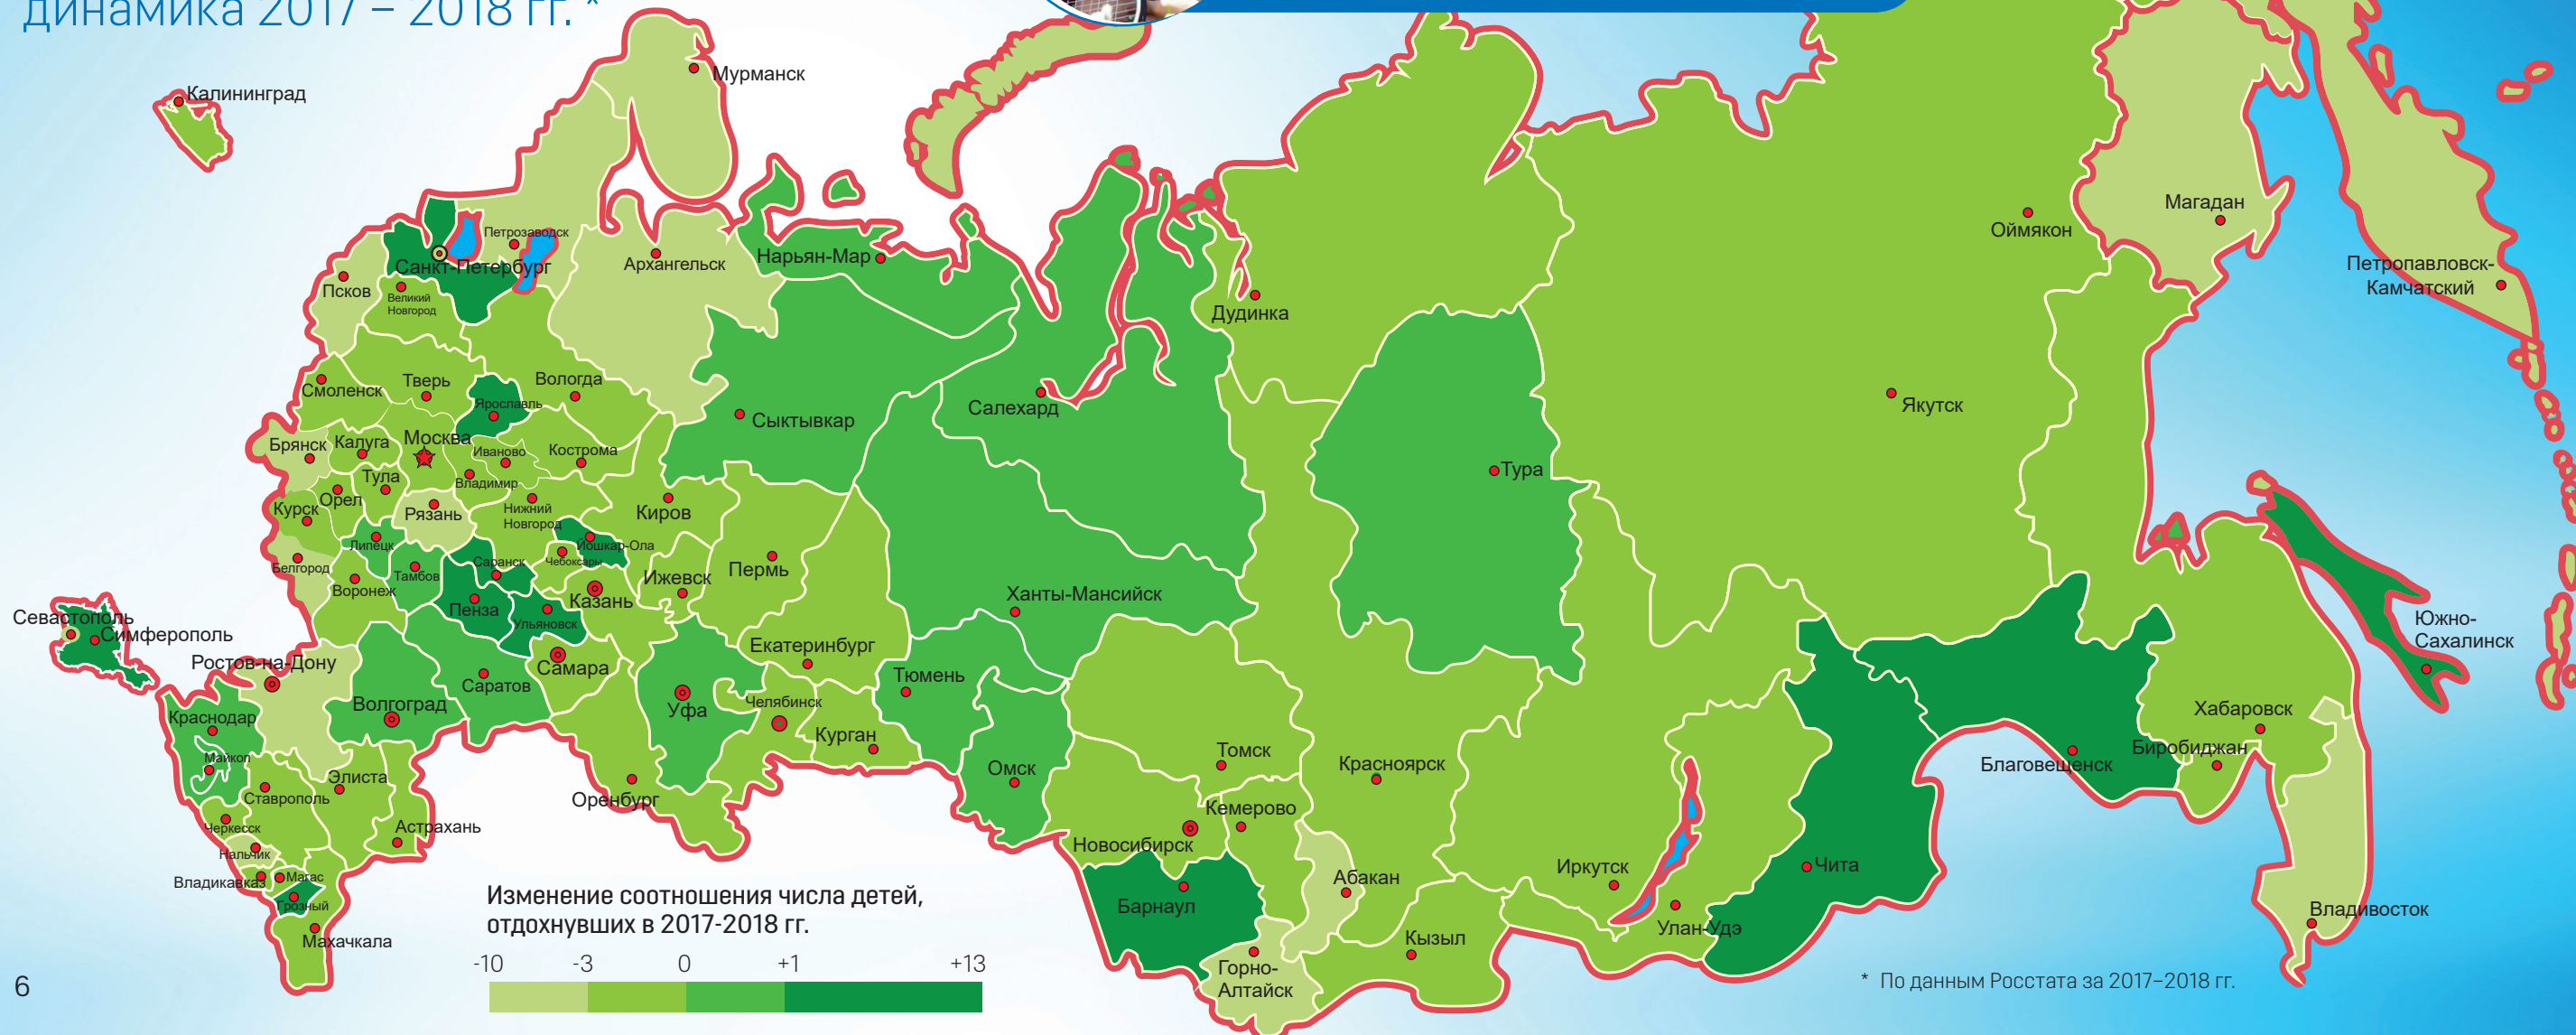 динамика 2017 – 2018 гг. *
Мурманск
Калининград
Магадан
Оймякон
Петрозаводск
Архангельск
Нарьян-Мар
Санкт-Петербург
Псков
Великий
Новгород
Дудинка
Петропавловск-
Камчатский
Смоленск
Тверь
Вологда
Ярославль
Сыктывкар
Салехард
Якутск
Брянск
Калуга
Москва
Иваново
Кострома
Тура
Тула
Владимир
Орел
Курск
Рязань
Нижний
Новгород
Киров
Липецк
Йошкар-Ола
Белгород
Тамбов
Саранск
Чебоксары
Ижевск
Пермь
Воронеж
Пенза
Казань
Ханты-Мансийск
Ульяновск
Севастополь
Симферополь
Южно-
Сахалинск
Ростов-на-Дону
Самара
Екатеринбург
Тюмень
Саратов
Волгоград
Уфа
Челябинск
Краснодар
Курган
Хабаровск
Майкоп
Элиста
Ставрополь
Омск
Томск
Красноярск
Биробиджан
Благовещенск
Оренбург
Кемерово
Черкесск
Астрахань
Новосибирск
Нальчик
Владикавказ
Магас
Грозный
Махачкала
Барнаул
Абакан
Иркутск
Чита
Улан-Удэ
Кызыл
Горно-
Алтайск
Владивосток
Изменение соотношения числа детей,
отдохнувших в 2017-2018 гг.
-10 -3 0 +1 +13
* По данным Росстата за 2017–2018 гг.
6